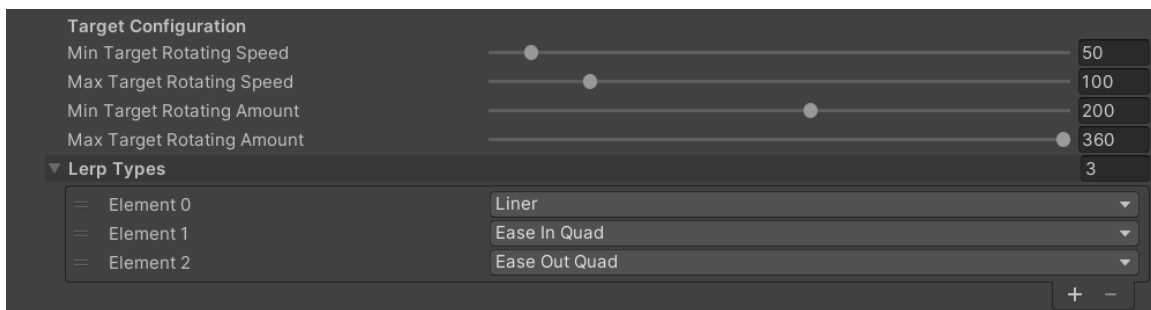 Target Configuration
Min Target Rotating Speed 50
Max Target Rotating Speed 100
Min Target Rotating Amount 200
Max Target Rotating Amount 360
Lerp Types 3
Element 0 Liner
Element 1 Ease In Quad
Element 2 Ease Out Quad
+ −